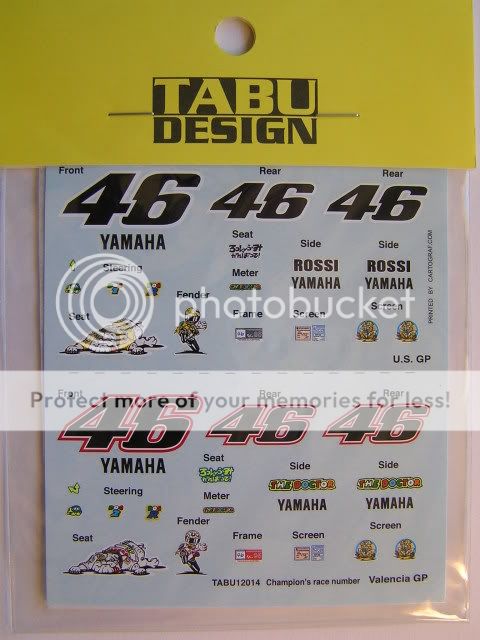 TABU
DESIGN
Front Rear Rear
46 46 46
YAMAHA
Seat Side Side
ROSSI ROSSI
YAMAHA YAMAHA
Steering Meter
Fender
Seat Frame Screen Screen
PRINTED BY CARTOGRAF.COM
U.S. GP
photobucket
Protect more of your memories for less!
Front Rear Rear
46 46 46
YAMAHA
Seat Side Side
THE DOCTOR THE DOCTOR
YAMAHA YAMAHA
Steering Meter
Fender
Seat Frame Screen Screen
TABU12014 Champion's race number Valencia GP